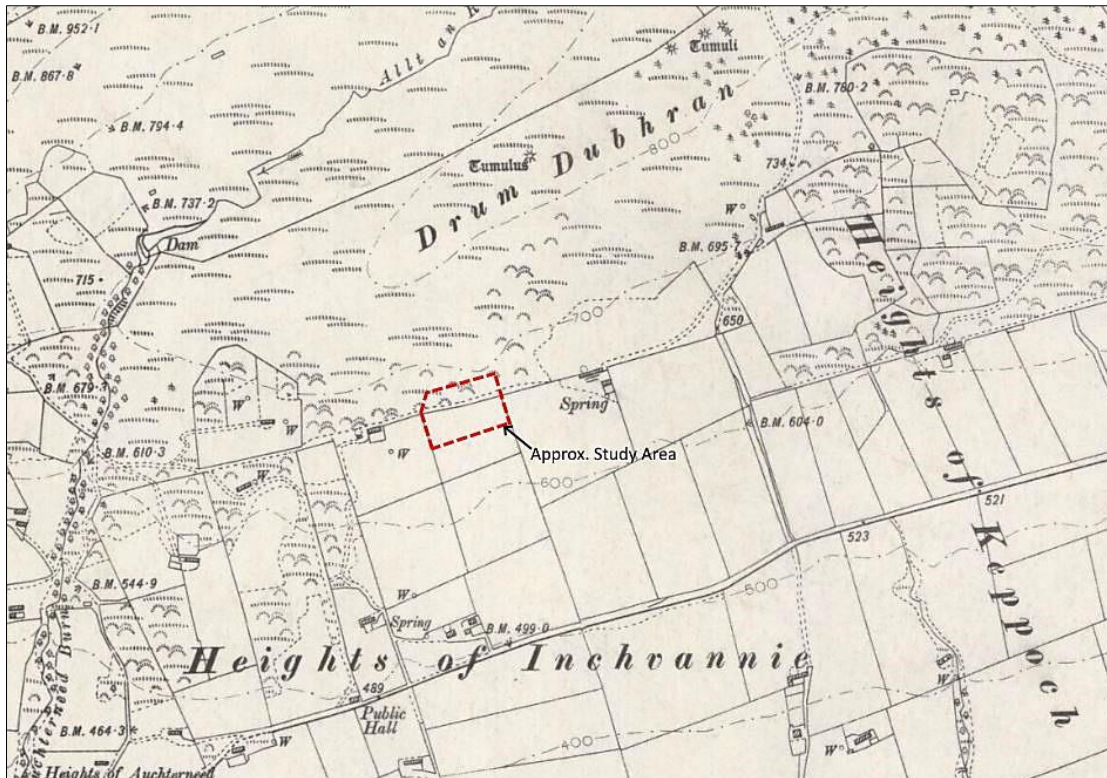 B.M. 952·1
Allt an
Tumuli
B.M. 867·8
B.M. 780·2
B.M. 794·4
800
734
Tumulus
Drum Dubhran
B.M. 737·2
W
Dam
B.M. 695·7
715
700
650
Heights of Keppoch
B.M. 679·3
W
Spring
W
B.M. 604·0
B.M. 610·3
W
Approx. Study Area
W
600
521
523
B.M. 544·9
500
W
Spring
B.M. 499·0
Heights of Inchvannie
489
W
Public
Hall
B.M. 464·3
W
400
W
Auchterneed Burn
Heights of Auchterneed